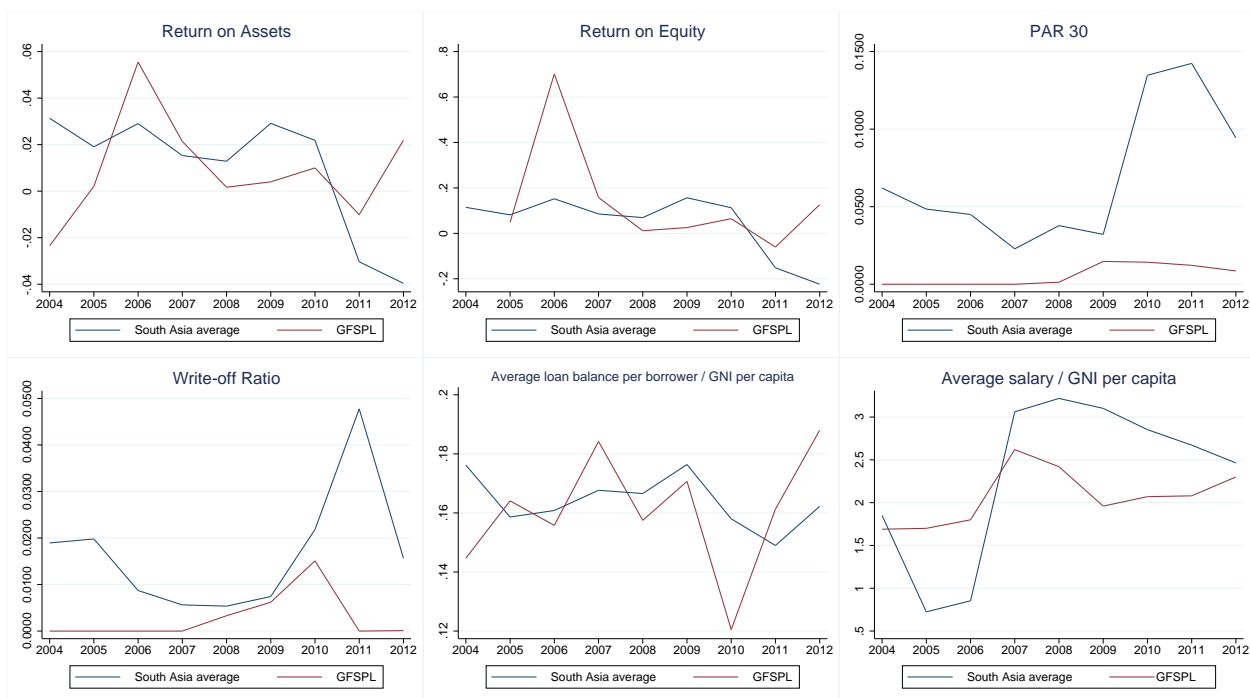 Return on Assets
.06
.04
.02
0
-.02
-.04
2004 2005 2006 2007 2008 2009 2010 2011 2012
South Asia average GFSPL
Return on Equity
.8
.6
.4
.2
0
-.2
2004 2005 2006 2007 2008 2009 2010 2011 2012
South Asia average GFSPL
PAR 30
0.1500
0.1000
0.0500
0.0000
2004 2005 2006 2007 2008 2009 2010 2011 2012
South Asia average GFSPL
Write-off Ratio
0.0500
0.0400
0.0300
0.0200
0.0100
0.0000
2004 2005 2006 2007 2008 2009 2010 2011 2012
South Asia average GFSPL
Average loan balance per borrower / GNI per capita
.2
.18
.16
.14
.12
2004 2005 2006 2007 2008 2009 2010 2011 2012
South Asia average GFSPL
Average salary / GNI per capita
3
2.5
2
1.5
1
.5
2004 2005 2006 2007 2008 2009 2010 2011 2012
South Asia average GFSPL